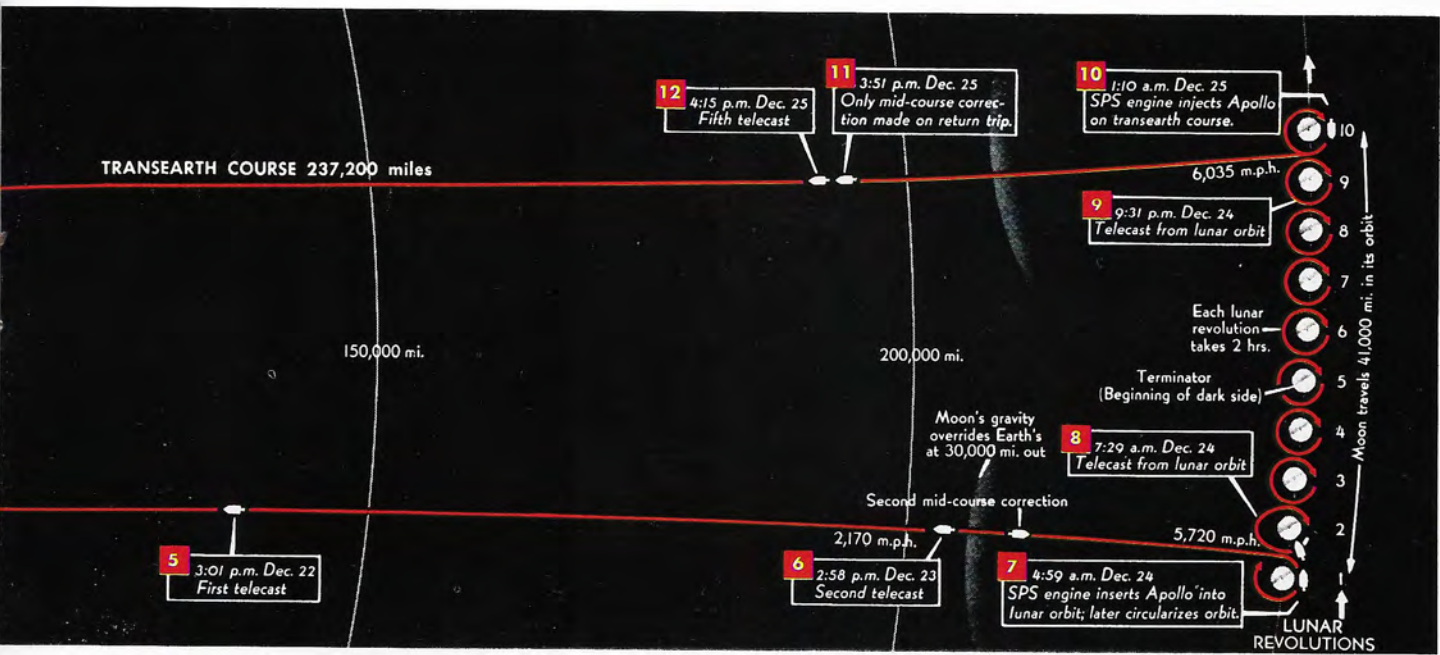 12
4:15 p.m. Dec. 25
Fifth telecast
11
3:51 p.m. Dec. 25
Only mid-course correc-
tion made on return trip.
10
1:10 a.m. Dec. 25
SPS engine injects Apollo
on transearth course.
10
TRANSEARTH COURSE 237,200 miles
6,035 m.p.h.
9
9
9:31 p.m. Dec. 24
Telecast from lunar orbit
8
7
Each lunar
revolution
takes 2 hrs.
6
Moon travels 41,000 mi. in its orbit
150,000 mi.
200,000 mi.
Terminator
(Beginning of dark side)
5
Moon's gravity
overrides Earth's
at 30,000 mi. out
8
7:29 a.m. Dec. 24
Telecast from lunar orbit
4
3
Second mid-course correction
2
2,170 m.p.h.
5,720 m.p.h.
5
3:01 p.m. Dec. 22
First telecast
6
2:58 p.m. Dec. 23
Second telecast
7
4:59 a.m. Dec. 24
SPS engine inserts Apollo into
lunar orbit; later circularizes orbit.
1
LUNAR
REVOLUTIONS